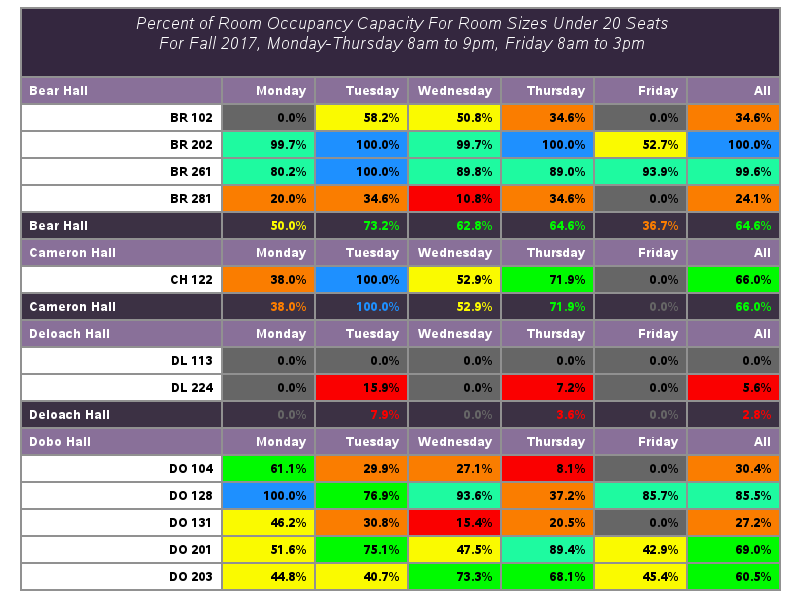 Percent of Room Occupancy Capacity For Room Sizes Under 20 Seats
For Fall 2017, Monday-Thursday 8am to 9pm, Friday 8am to 3pm
Bear Hall Monday Tuesday Wednesday Thursday Friday All
BR 102 0.0% 58.2% 50.8% 34.6% 0.0% 34.6%
BR 202 99.7% 100.0% 99.7% 100.0% 52.7% 100.0%
BR 261 80.2% 100.0% 89.8% 89.0% 93.9% 99.6%
BR 281 20.0% 34.6% 10.8% 34.6% 0.0% 24.1%
Bear Hall 50.0% 73.2% 62.8% 64.6% 36.7% 64.6%
Cameron Hall Monday Tuesday Wednesday Thursday Friday All
CH 122 38.0% 100.0% 52.9% 71.9% 0.0% 66.0%
Cameron Hall 38.0% 100.0% 52.9% 71.9% 0.0% 66.0%
Deloach Hall Monday Tuesday Wednesday Thursday Friday All
DL 113 0.0% 0.0% 0.0% 0.0% 0.0% 0.0%
DL 224 0.0% 15.9% 0.0% 7.2% 0.0% 5.6%
Deloach Hall 0.0% 7.9% 0.0% 3.6% 0.0% 2.8%
Dobo Hall Monday Tuesday Wednesday Thursday Friday All
DO 104 61.1% 29.9% 27.1% 8.1% 0.0% 30.4%
DO 128 100.0% 76.9% 93.6% 37.2% 85.7% 85.5%
DO 131 46.2% 30.8% 15.4% 20.5% 0.0% 27.2%
DO 201 51.6% 75.1% 47.5% 89.4% 42.9% 69.0%
DO 203 44.8% 40.7% 73.3% 68.1% 45.4% 60.5%